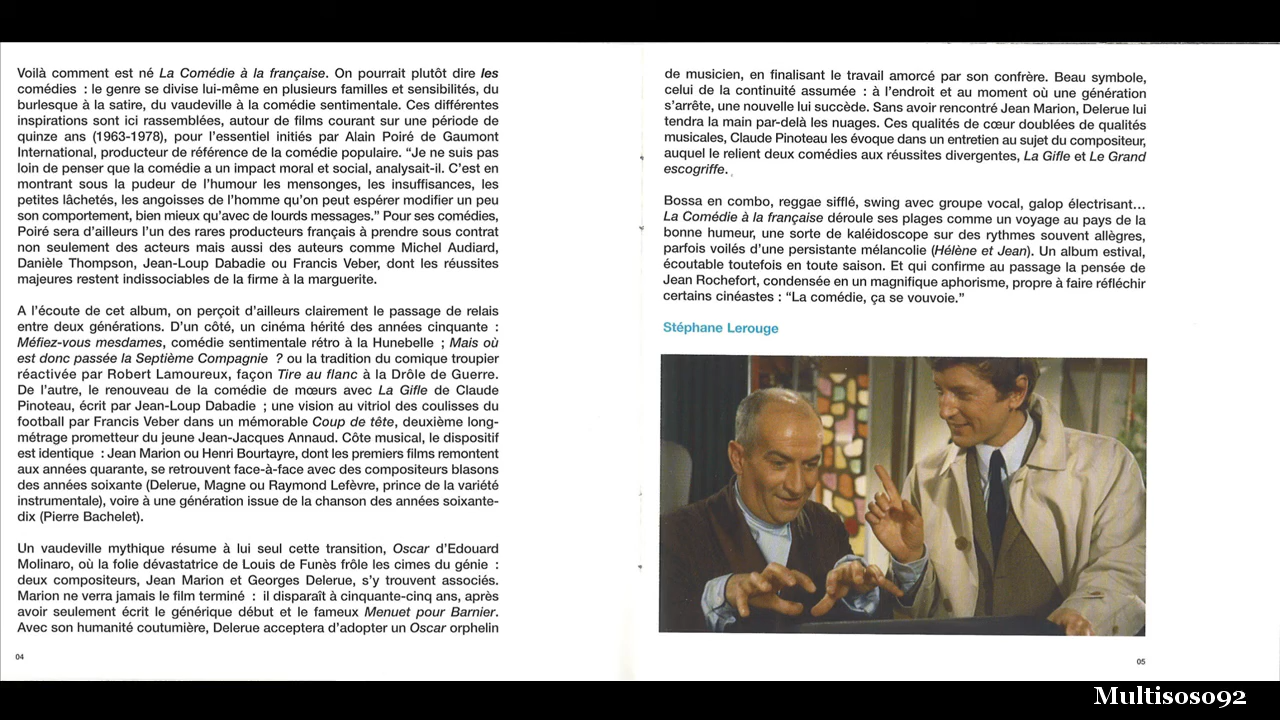 Voilà comment est né La Comédie à la française. On pourrait plutôt dire les
comédies : le genre se divise lui-même en plusieurs familles et sensibilités, du
burlesque à la satire, du vaudeville à la comédie sentimentale. Ces différentes
inspirations sont ici rassemblées, autour de films courant sur une période de
quinze ans (1963-1978), pour l'essentiel initiés par Alain Poiré de Gaumont
International, producteur de référence de la comédie populaire. “Je ne suis pas
loin de penser que la comédie a un impact moral et social, analysait-il. C'est en
montrant sous la pudeur de l'humour les mensonges, les insuffisances, les
petites lâchetés, les angoisses de l'homme qu'on peut espérer modifier un peu
son comportement, bien mieux qu'avec de lourds messages.” Pour ses comédies,
Poiré sera d'ailleurs l'un des rares producteurs français à prendre sous contrat
non seulement des acteurs mais aussi des auteurs comme Michel Audiard,
Danièle Thompson, Jean-Loup Dabadie ou Francis Veber, dont les réussites
majeures restent indissociables de la firme à la marguerite.
A l'écoute de cet album, on perçoit d'ailleurs clairement le passage de relais
entre deux générations. D'un côté, un cinéma hérité des années cinquante :
Méfiez-vous mesdames, comédie sentimentale rétro à la Hunebelle ; Mais où
est donc passée la Septième Compagnie ? ou la tradition du comique troupier
réactivée par Robert Lamoureux, façon Tire au flanc à la Drôle de Guerre.
De l'autre, le renouveau de la comédie de mœurs avec La Gifle de Claude
Pinoteau, écrit par Jean-Loup Dabadie ; une vision au vitriol des coulisses du
football par Francis Veber dans un mémorable Coup de tête, deuxième long-
métrage prometteur du jeune Jean-Jacques Annaud. Côte musical, le dispositif
est identique : Jean Marion ou Henri Bourtayre, dont les premiers films remontent
aux années quarante, se retrouvent face-à-face avec des compositeurs blasons
des années soixante (Delerue, Magne ou Raymond Lefèvre, prince de la variété
instrumentale), voire à une génération issue de la chanson des années soixante-
dix (Pierre Bachelet).
Un vaudeville mythique résume à lui seul cette transition, Oscar d'Edouard
Molinaro, où la folie dévastatrice de Louis de Funès frôle les cimes du génie :
deux compositeurs, Jean Marion et Georges Delerue, s'y trouvent associés.
Marion ne verra jamais le film terminé : il disparaît à cinquante-cinq ans, après
avoir seulement écrit le générique début et le fameux Menuet pour Barnier.
Avec son humanité coutumière, Delerue acceptera d'adopter un Oscar orphelin
04
de musicien, en finalisant le travail amorcé par son confrère. Beau symbole,
celui de la continuité assumée : à l'endroit et au moment où une génération
s'arrête, une nouvelle lui succède. Sans avoir rencontré Jean Marion, Delerue lui
tendra la main par-delà les nuages. Ces qualités de cœur doublées de qualités
musicales, Claude Pinoteau les évoque dans un entretien au sujet du compositeur,
auquel le relient deux comédies aux réussites divergentes, La Gifle et Le Grand
escogriffe.
Bossa en combo, reggae sifflé, swing avec groupe vocal, galop électrisant...
La Comédie à la française déroule ses plages comme un voyage au pays de la
bonne humeur, une sorte de kaléidoscope sur des rythmes souvent allègres,
parfois voilés d'une persistante mélancolie (Hélène et Jean). Un album estival,
écoutable toutefois en toute saison. Et qui confirme au passage la pensée de
Jean Rochefort, condensée en un magnifique aphorisme, propre à faire réfléchir
certains cinéastes : “La comédie, ça se vouvoie.”
Stéphane Lerouge
05
Multisoso92